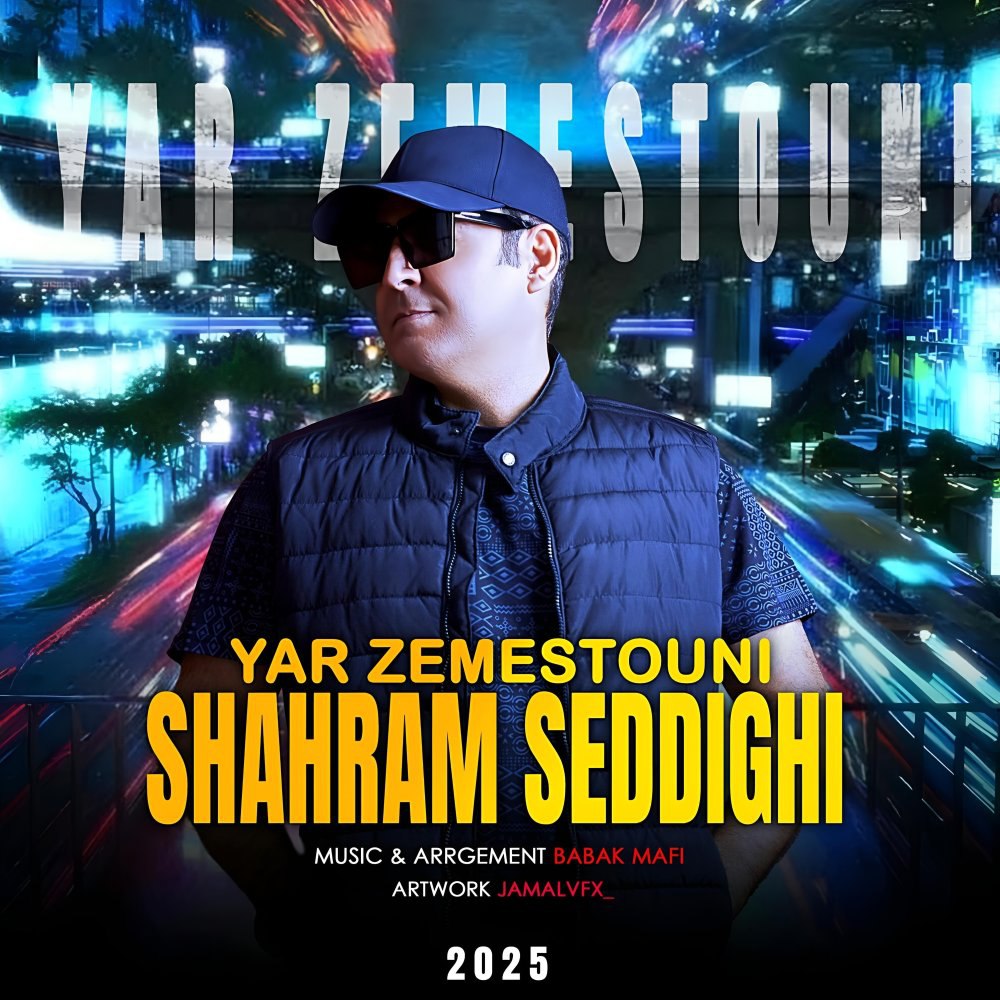 YAR ZEMESTOUNI
YAR ZEMESTOUNI
SHAHRAM SEDDIGHI
MUSIC & ARRGEMENT BABAK MAFI
ARTWORK JAMALVFX_
2025